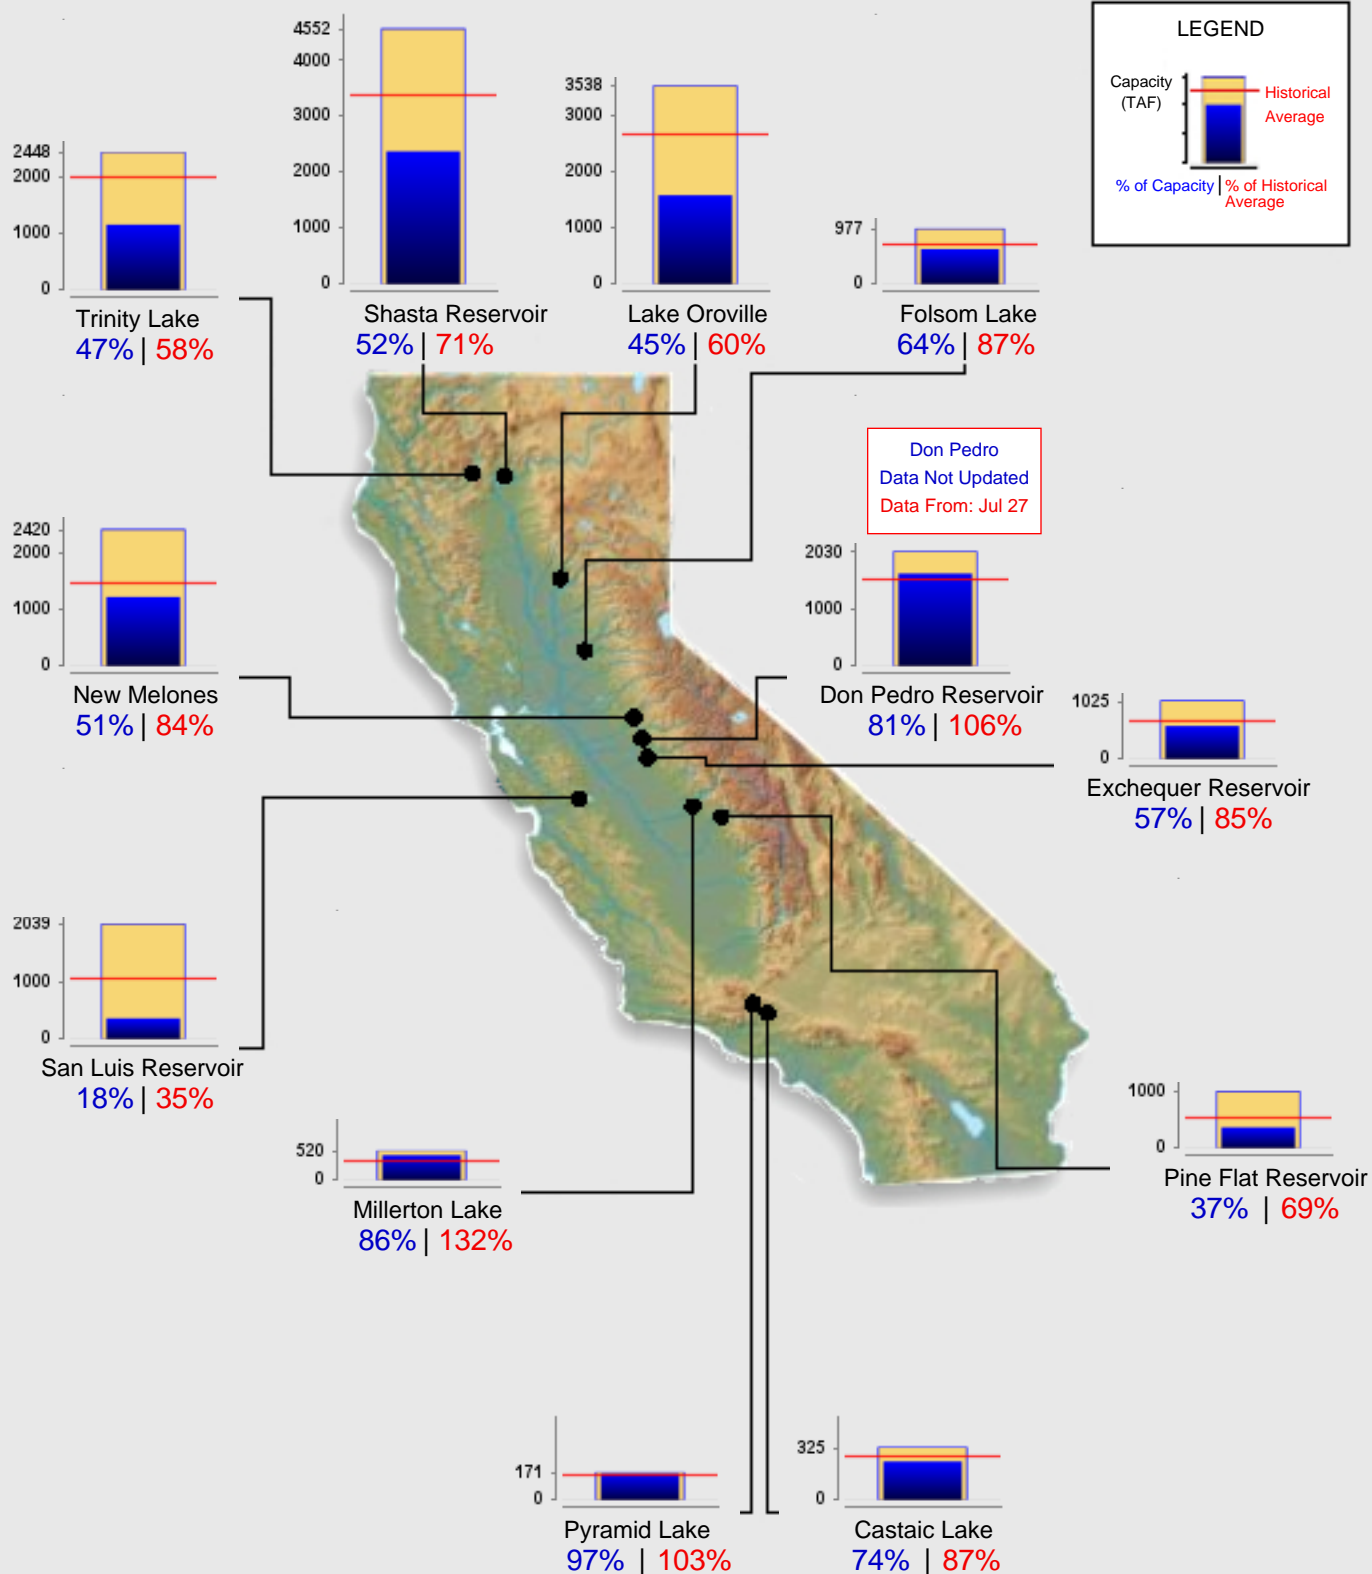 LEGEND
Capacity
(TAF)
Historical
Average
% of Capacity | % of Historical
Average
2448
2000
1000
0
Trinity Lake
47% | 58%
4552
4000
3000
2000
1000
0
Shasta Reservoir
52% | 71%
3538
3000
2000
1000
0
Lake Oroville
45% | 60%
977
0
Folsom Lake
64% | 87%
Don Pedro
Data Not Updated
Data From: Jul 27
2420
2000
1000
0
New Melones
51% | 84%
2030
1000
0
Don Pedro Reservoir
81% | 106%
1025
0
Exchequer Reservoir
57% | 85%
2039
1000
0
San Luis Reservoir
18% | 35%
520
0
Millerton Lake
86% | 132%
1000
0
Pine Flat Reservoir
37% | 69%
171
0
Pyramid Lake
97% | 103%
325
0
Castaic Lake
74% | 87%